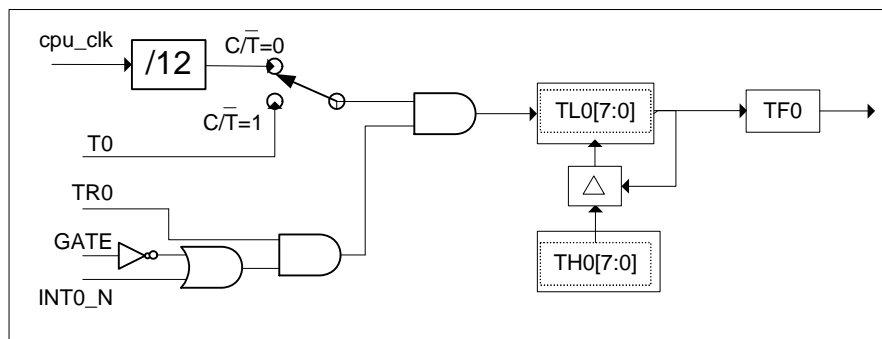 cpu_clk
/12
C/T̅=0
C/T̅=1
T0
TR0
GATE
INT0_N
TL0[7:0]
TF0
△
TH0[7:0]